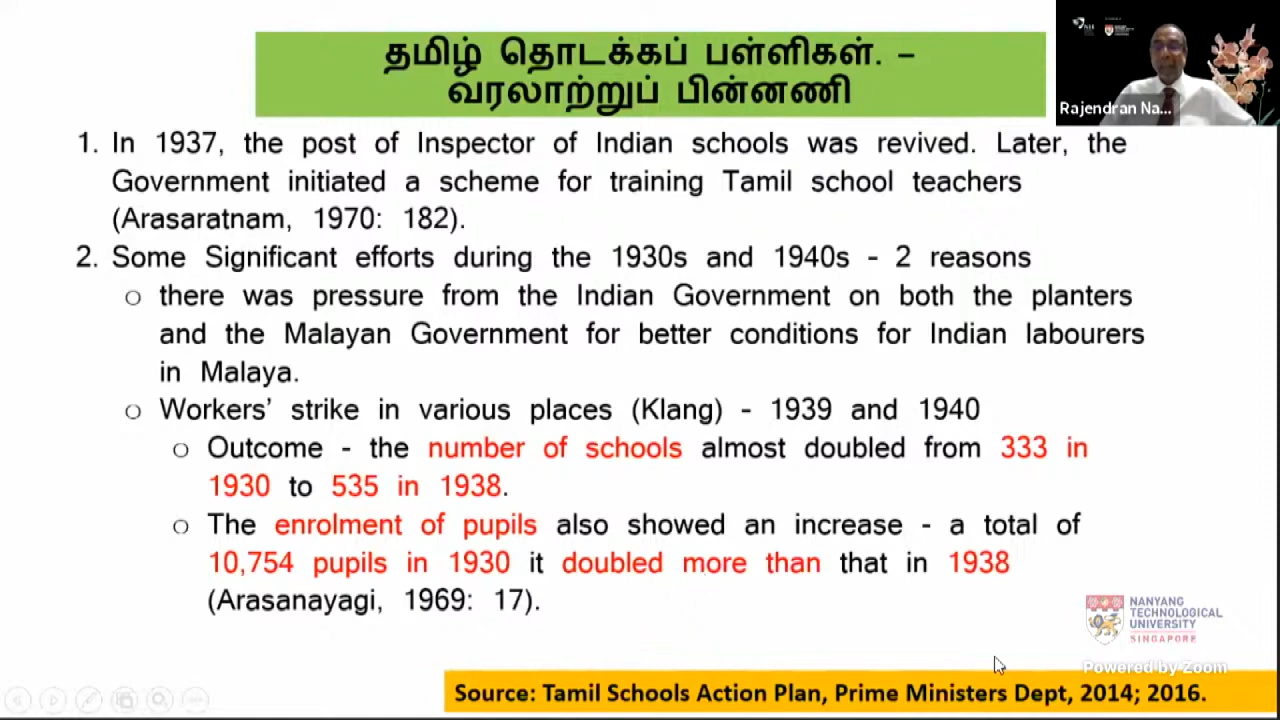 தமிழ் தொடக்கப் பள்ளிகள். –
வரலாற்றுப் பின்னணி
Rajendran Na...
1. In 1937, the post of Inspector of Indian schools was revived. Later, the
Government initiated a scheme for training Tamil school teachers
(Arasaratnam, 1970: 182).
2. Some Significant efforts during the 1930s and 1940s - 2 reasons
o there was pressure from the Indian Government on both the planters
and the Malayan Government for better conditions for Indian labourers
in Malaya.
o Workers’ strike in various places (Klang) - 1939 and 1940
o Outcome - the number of schools almost doubled from 333 in
1930 to 535 in 1938.
o The enrolment of pupils also showed an increase - a total of
10,754 pupils in 1930 it doubled more than that in 1938
(Arasanayagi, 1969: 17).
NANYANG
TECHNOLOGICAL
UNIVERSITY
SINGAPORE
Powered by Zoom
Source: Tamil Schools Action Plan, Prime Ministers Dept, 2014; 2016.